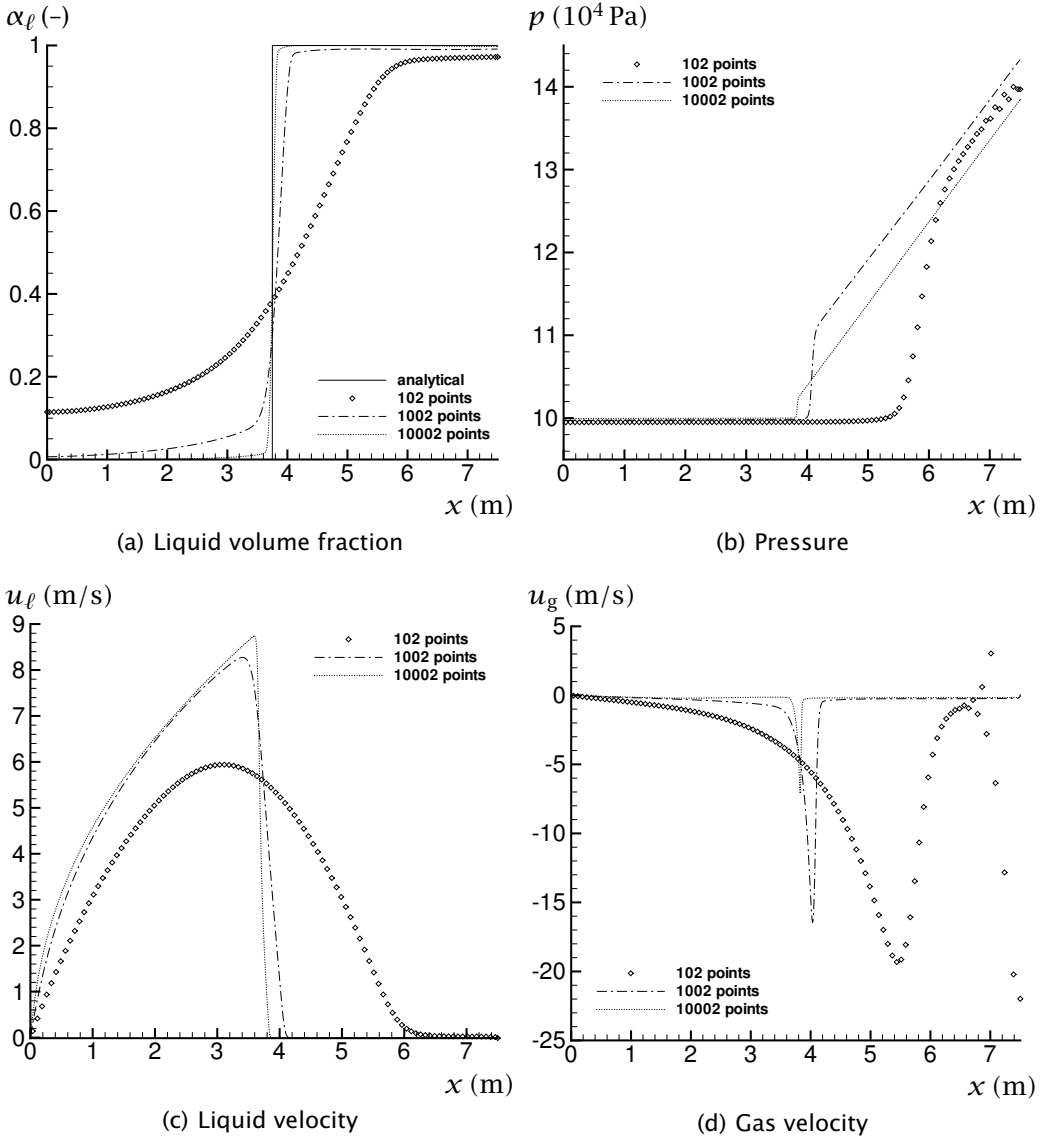 αℓ (–)
1
0.8
0.6
0.4
0.2
0
0 1 2 3 4 5 6 7
x (m)
analytical
102 points
1002 points
10002 points
(a) Liquid volume fraction
p (10⁴ Pa)
14
13
12
11
10
0 1 2 3 4 5 6 7
x (m)
102 points
1002 points
10002 points
(b) Pressure
uℓ (m/s)
9
8
7
6
5
4
3
2
1
0
0 1 2 3 4 5 6 7
x (m)
102 points
1002 points
10002 points
(c) Liquid velocity
ug (m/s)
5
0
-5
-10
-15
-20
-25
0 1 2 3 4 5 6 7
x (m)
102 points
1002 points
10002 points
(d) Gas velocity